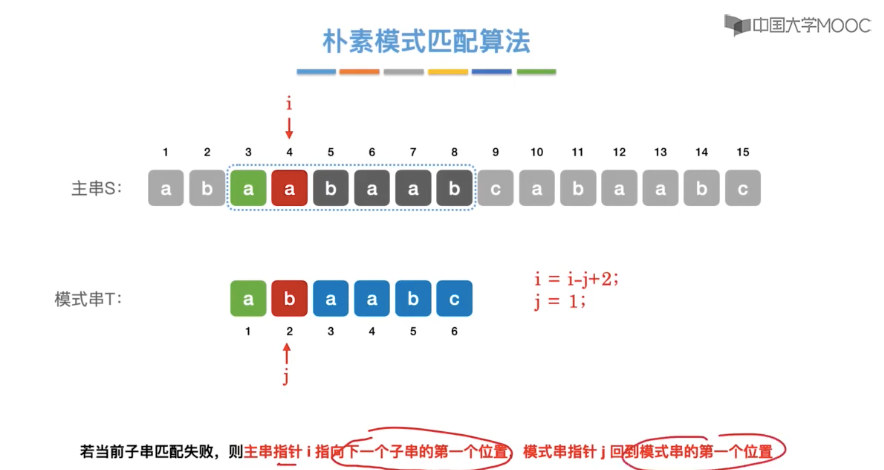 中国大学MOOC
朴素模式匹配算法
i
1 2 3 4 5 6 7 8 9 10 11 12 13 14 15
主串S： a b a a b a a b c a b a a b c
i = i-j+2;
模式串T： a b a a b c
j = 1;
1 2 3 4 5 6
j
若当前子串匹配失败，则主串指针 i 指向下一个子串的第一个位置，模式串指针 j 回到模式串的第一个位置